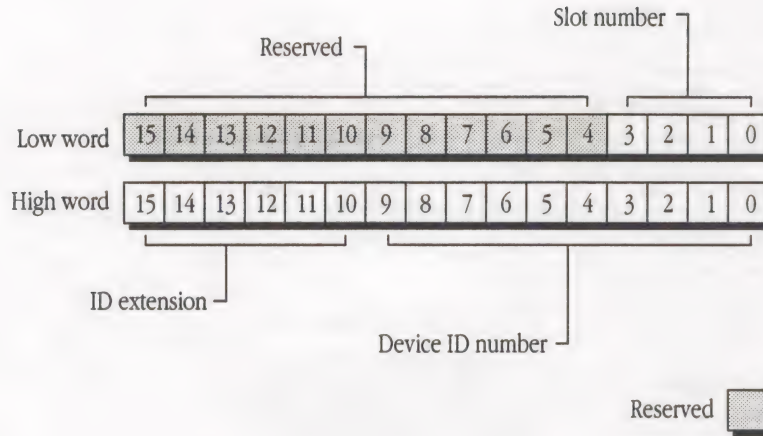 Slot number
Reserved
Low word 15 14 13 12 11 10 9 8 7 6 5 4 3 2 1 0
High word 15 14 13 12 11 10 9 8 7 6 5 4 3 2 1 0
ID extension
Device ID number
Reserved